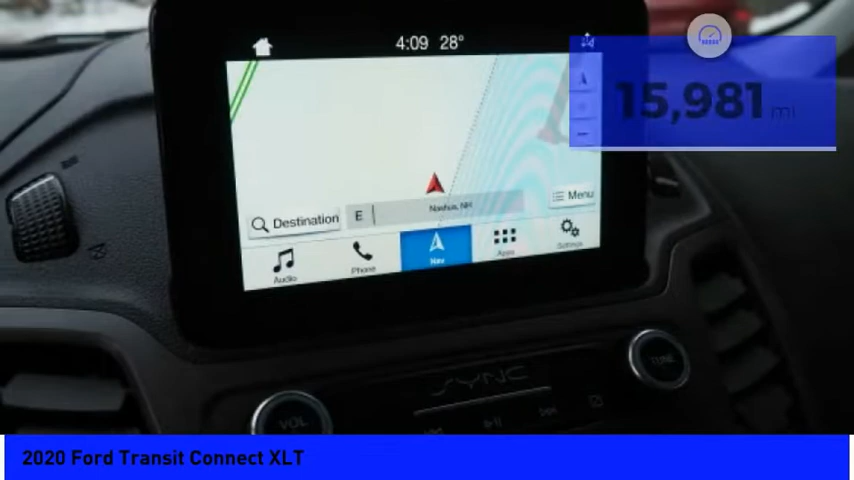 4:09 28°
15,981 mi
Destination
E
Nashua, NH
Menu
Audio
Phone
Nav
Apps
Settings
SYNC
VOL
TUNE
2020 Ford Transit Connect XLT